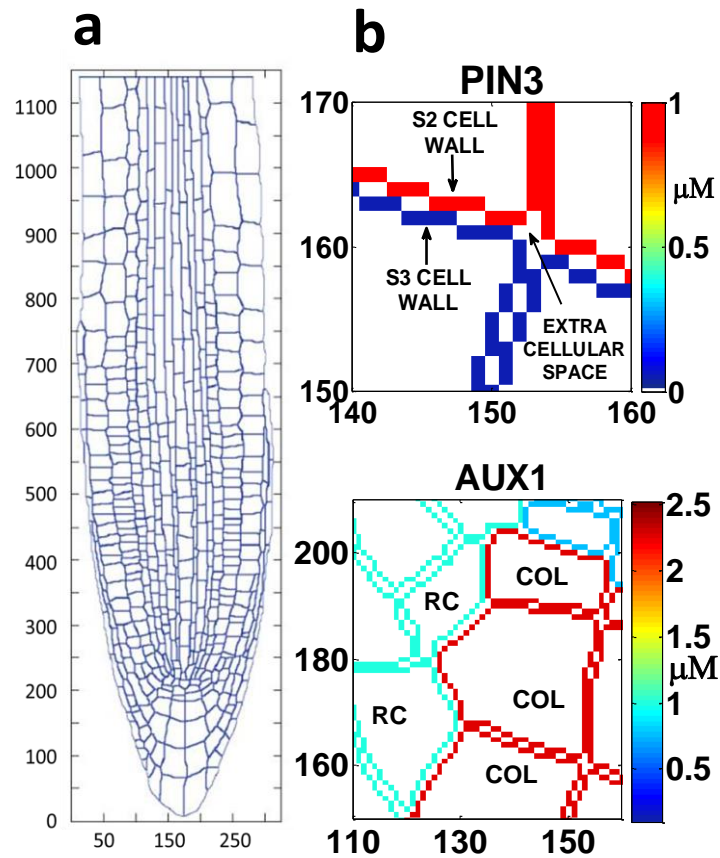 a
1100
1000
900
800
700
600
500
400
300
200
100
0
50 150 250
b
PIN3
170
160
150
140 150 160
S2 CELL
WALL
S3 CELL
WALL
EXTRA
CELLULAR
SPACE
1
μM
0.5
0
AUX1
200
180
160
110 130 150
COL
RC
COL
RC
COL
2.5
2
1.5
μM
1
0.5